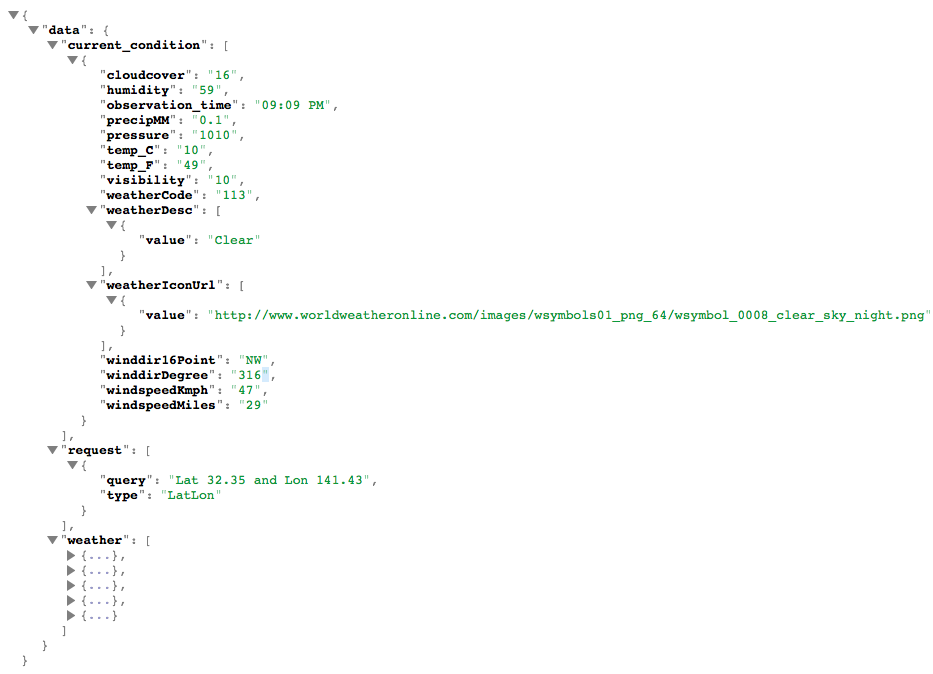 {
"data": {
"current_condition": [
{
"cloudcover": "16",
"humidity": "59",
"observation_time": "09:09 PM",
"precipMM": "0.1",
"pressure": "1010",
"temp_C": "10",
"temp_F": "49",
"visibility": "10",
"weatherCode": "113",
"weatherDesc": [
{
"value": "Clear"
}
],
"weatherIconUrl": [
{
"value": "http://www.worldweatheronline.com/images/wsymbols01_png_64/wsymbol_0008_clear_sky_night.png"
}
],
"winddir16Point": "NW",
"winddirDegree": "316",
"windspeedKmph": "47",
"windspeedMiles": "29"
}
],
"request": [
{
"query": "Lat 32.35 and Lon 141.43",
"type": "LatLon"
}
],
"weather": [
{...},
{...},
{...},
{...},
{...}
]
}
}